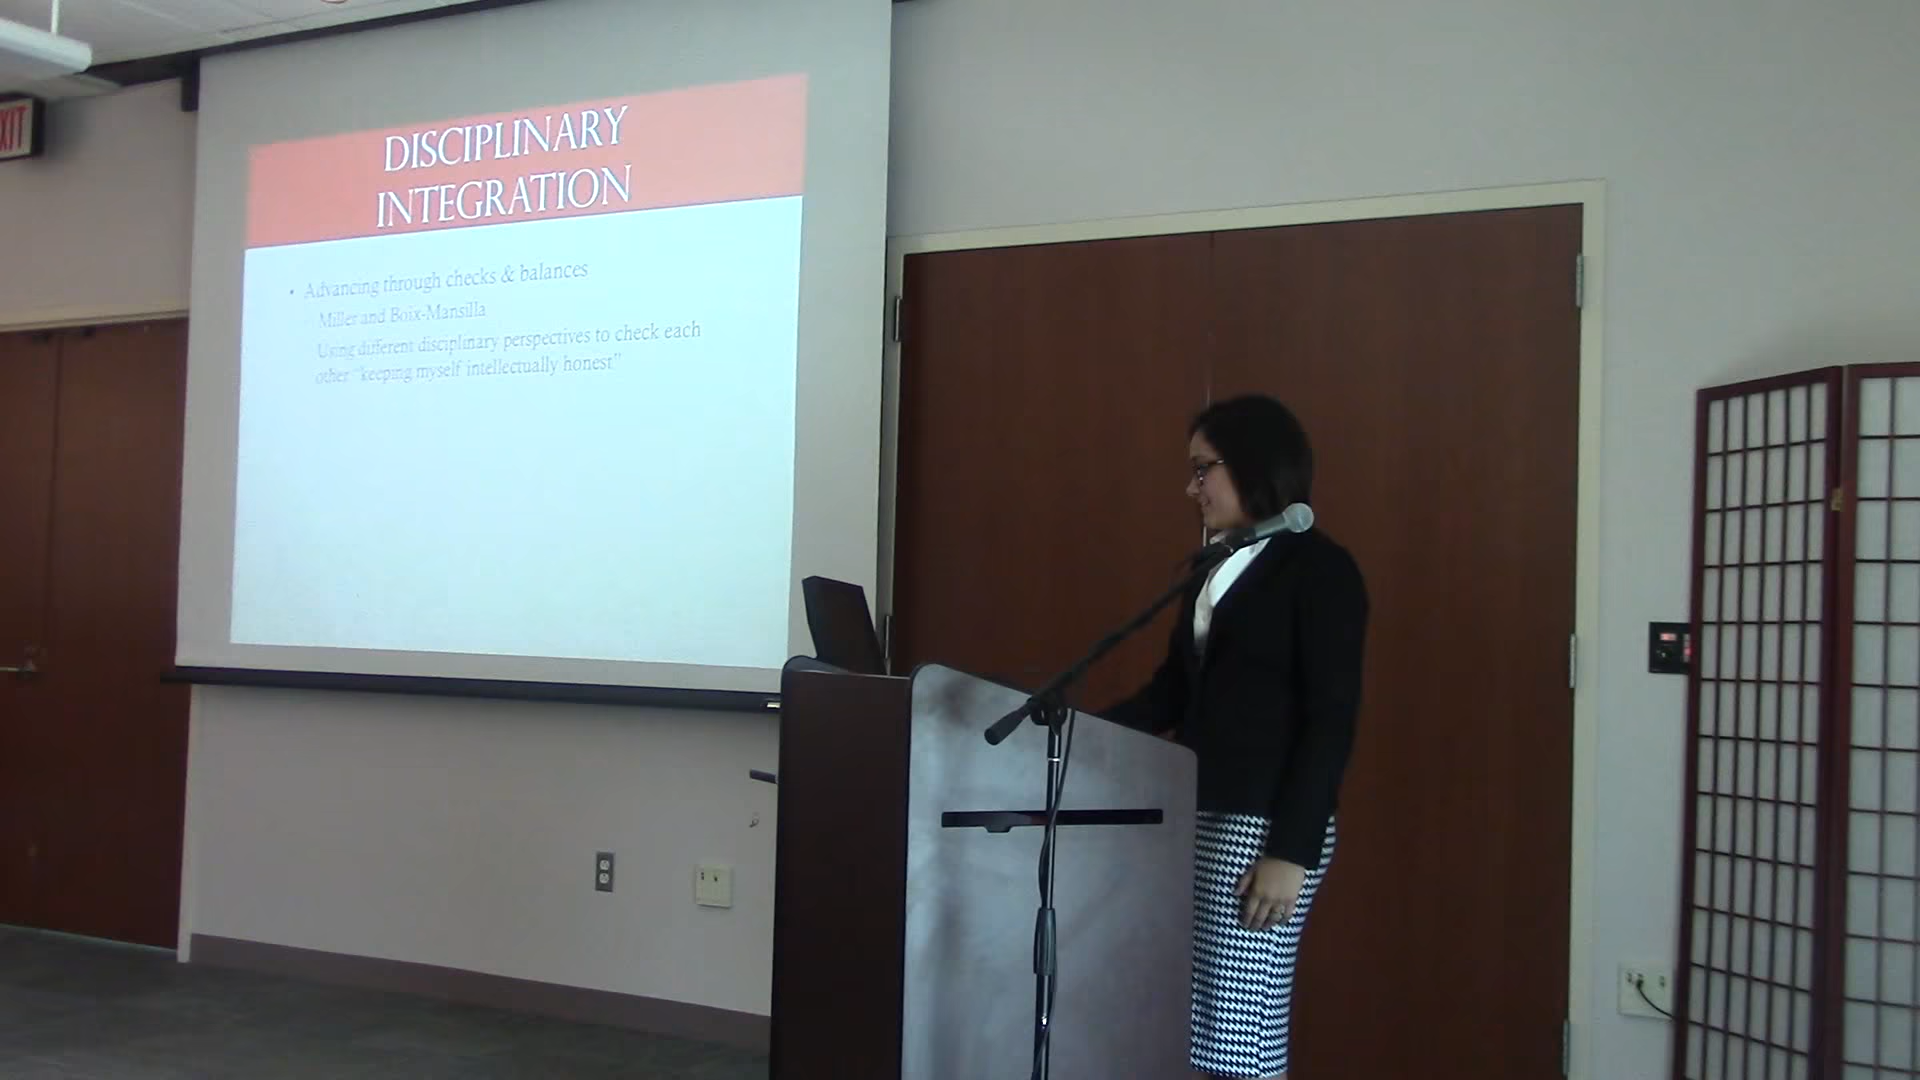 EXIT
DISCIPLINARY
INTEGRATION
• Advancing through checks & balances
Miller and Boix-Mansilla
Using different disciplinary perspectives to check each
other "keeping myself intellectually honest"